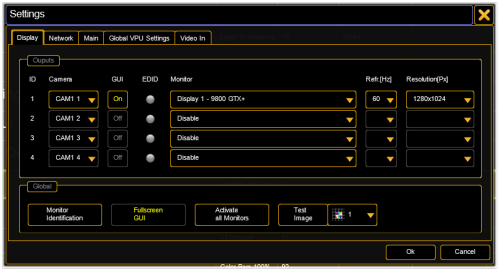 Settings
Display Network Main Global VPU Settings Video In
Ouputs
ID Camera GUI EDID Monitor Refr.[Hz] Resolution[Px]
1 CAM1 1 On Display 1 - 9800 GTX+ 60 1280x1024
2 CAM1 2 Off Disable
3 CAM1 3 Off Disable
4 CAM1 4 Off Disable
Global
Monitor Fullscreen Activate Test
Identification GUI all Monitors Image 1
Ok Cancel